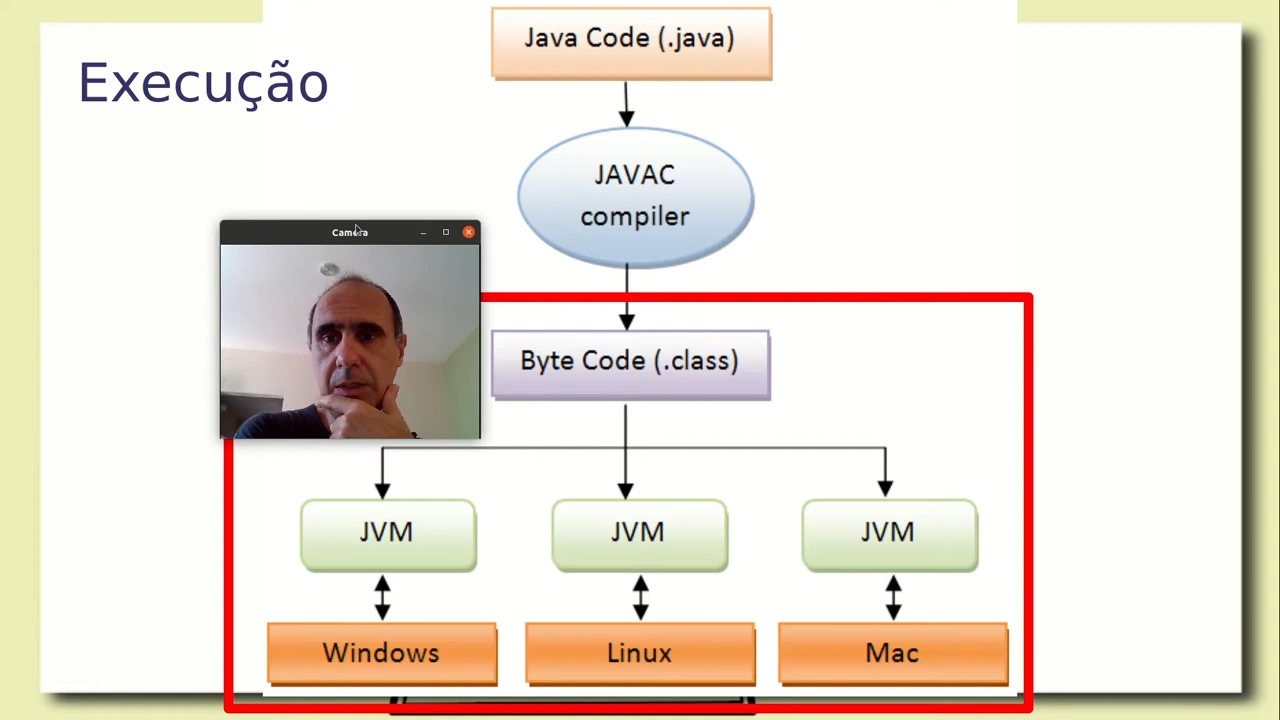 Java Code (.java)
Execução
JAVAC
compiler
Camera
Byte Code (.class)
JVM
JVM
JVM
Windows
Linux
Mac